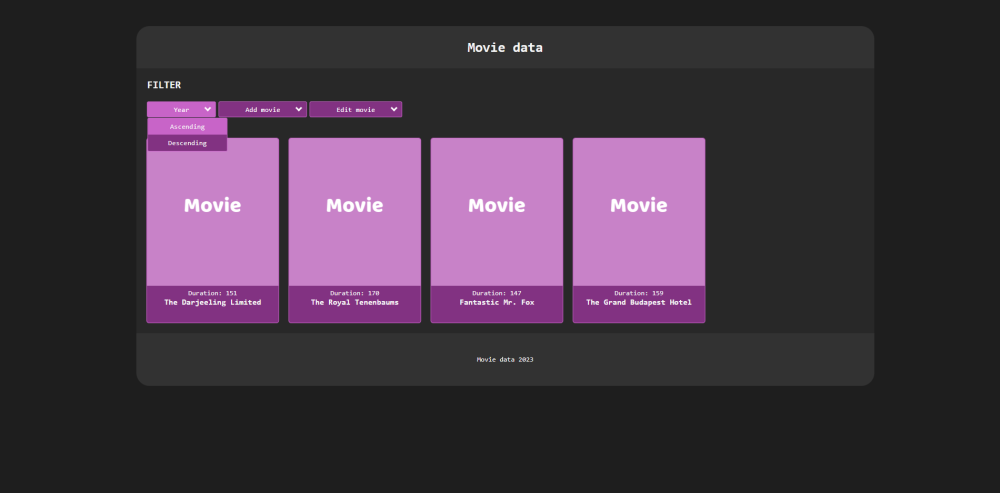 Movie data
FILTER
Year
Add movie
Edit movie
Ascending
Descending
Movie
Duration: 151
The Darjeeling Limited
Movie
Duration: 170
The Royal Tenenbaums
Movie
Duration: 147
Fantastic Mr. Fox
Movie
Duration: 159
The Grand Budapest Hotel
Movie data 2023